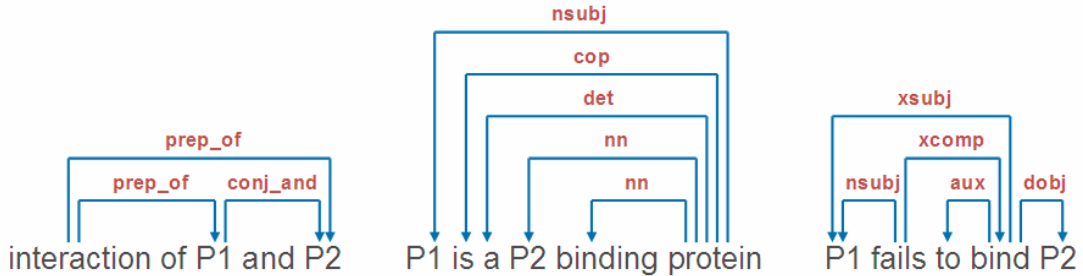 nsubj
cop
det
xsubj
prep_of
nn
xcomp
prep_of conj_and
nn
nsubj aux dobj
interaction of P1 and P2
P1 is a P2 binding protein
P1 fails to bind P2